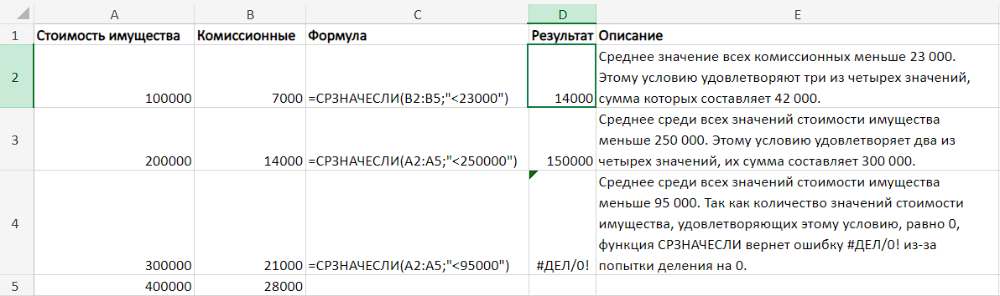 A B C D E
1 Стоимость имущества Комиссионные Формула Результат Описание
Среднее значение всех комиссионных меньше 23 000.
2 Этому условию удовлетворяют три из четырех значений,
100000 7000 =СРЗНАЧЕСЛИ(B2:B5;"<23000") 14000 сумма которых составляет 42 000.
Среднее среди всех значений стоимости имущества
3 меньше 250 000. Этому условию удовлетворяет два из
200000 14000 =СРЗНАЧЕСЛИ(A2:A5;"<250000") 150000 четырех значений, их сумма составляет 300 000.
Среднее среди всех значений стоимости имущества
меньше 95 000. Так как количество значений стоимости
4 имущества, удовлетворяющих этому условию, равно 0,
функция СРЗНАЧЕСЛИ вернет ошибку #ДЕЛ/0! из-за
300000 21000 =СРЗНАЧЕСЛИ(A2:A5;"<95000") #ДЕЛ/0! попытки деления на 0.
5 400000 28000